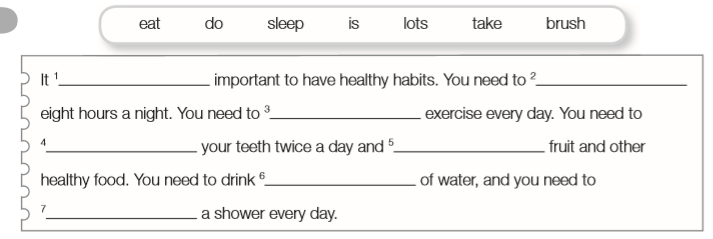 eat do sleep is lots take brush
It 1_______________ important to have healthy habits. You need to 2_______________
eight hours a night. You need to 3_______________ exercise every day. You need to
4_______________ your teeth twice a day and 5_______________ fruit and other
healthy food. You need to drink 6_______________ of water, and you need to
7_______________ a shower every day.